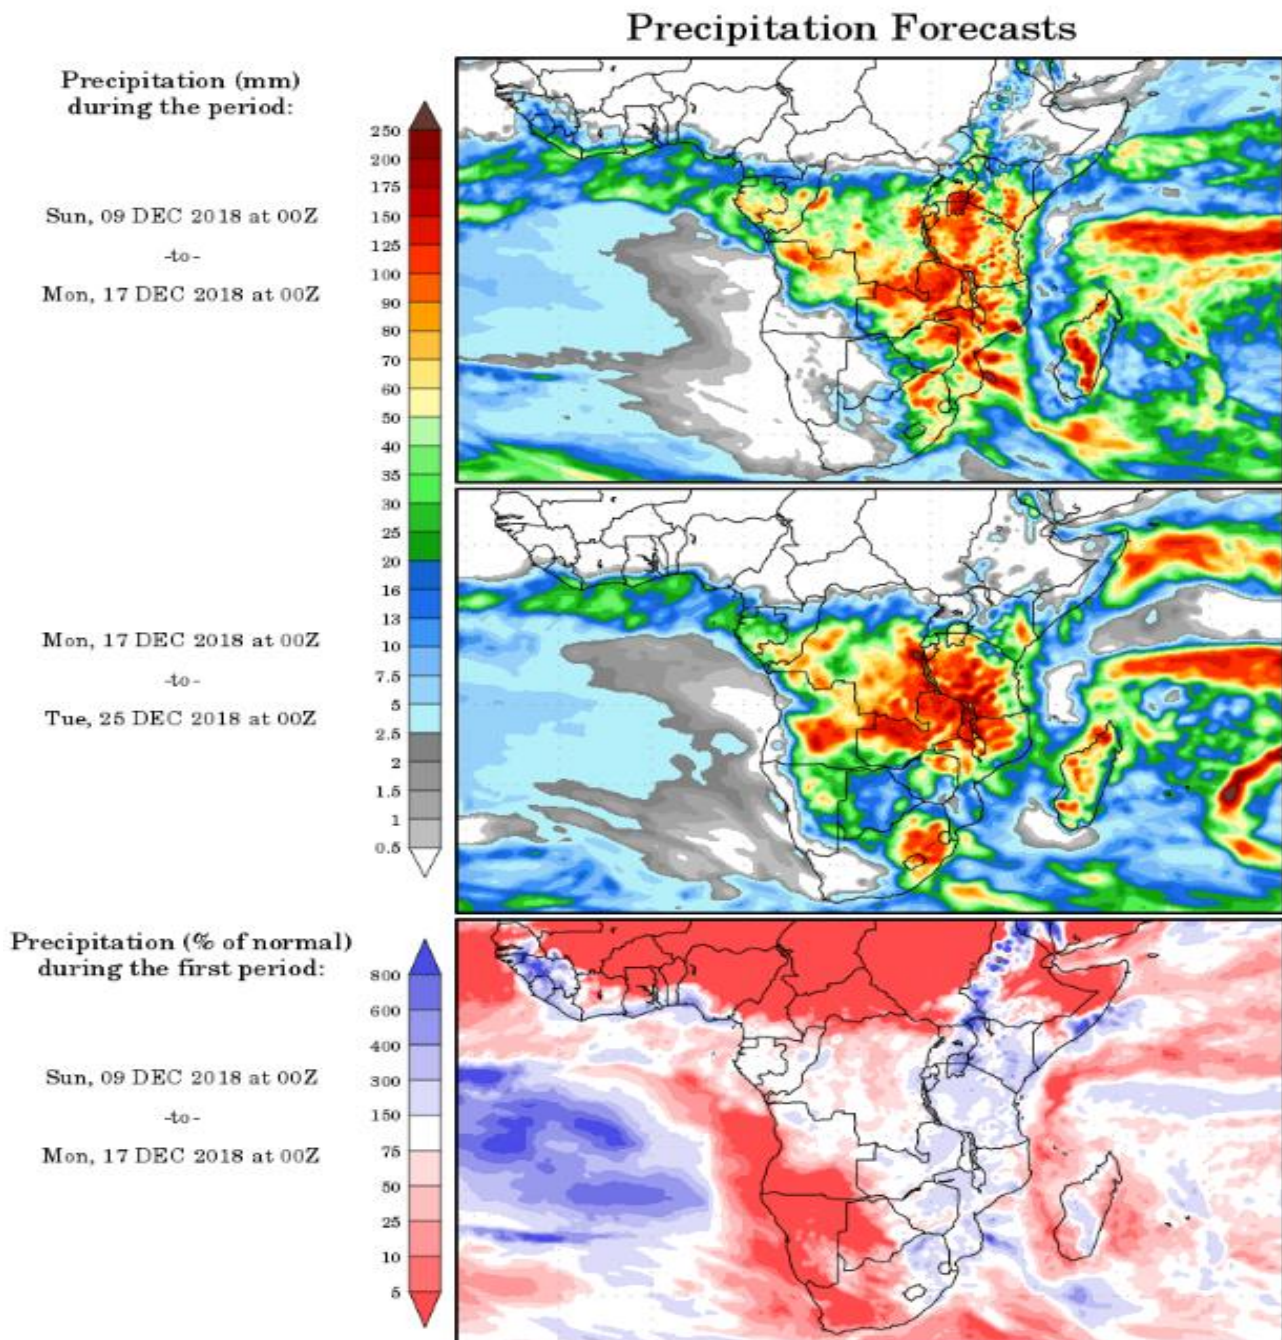 Precipitation Forecasts
Precipitation (mm)
during the period:
Sun, 09 DEC 2018 at 00Z
-to-
Mon, 17 DEC 2018 at 00Z
250
200
175
150
125
100
90
80
70
60
50
40
35
30
25
20
16
13
10
7.5
5
2.5
2
1.5
1
0.5
Mon, 17 DEC 2018 at 00Z
-to-
Tue, 25 DEC 2018 at 00Z
Precipitation (% of normal)
during the first period:
Sun, 09 DEC 2018 at 00Z
-to-
Mon, 17 DEC 2018 at 00Z
800
600
400
300
150
75
50
25
10
5